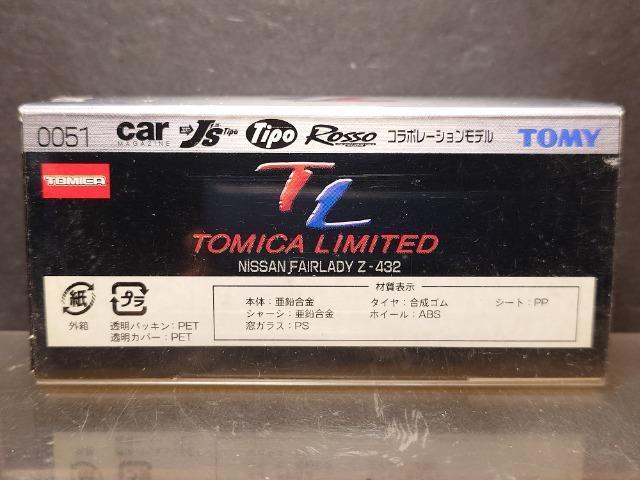 0051 car MAGAZINE J's Tipo Tipo Rosso コラボレーションモデル TOMY
TOMICA
TL
TOMICA LIMITED
NISSAN FAIRLADY Z-432
紙
外箱
プラ
透明パッキン:PET
透明カバー:PET
材質表示
本体:亜鉛合金 タイヤ:合成ゴム シート:PP
シャーシ:亜鉛合金 ホイール:ABS
窓ガラス:PS